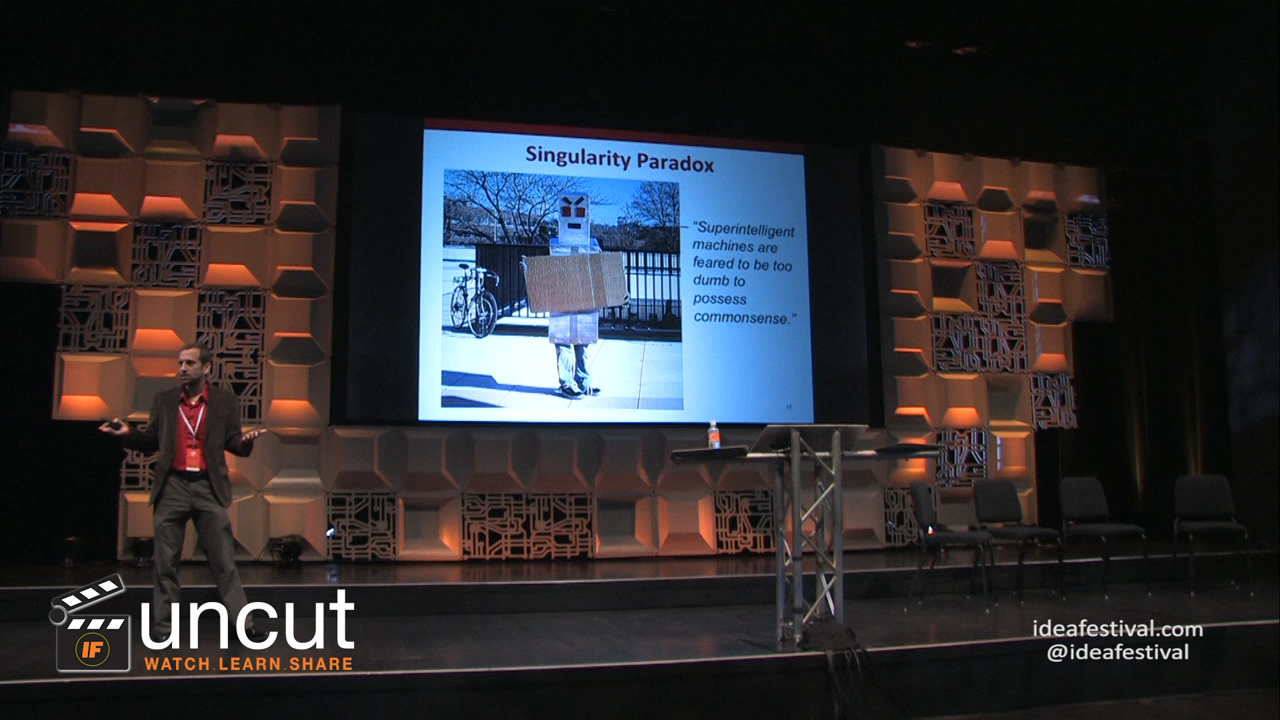 Singularity Paradox
– "Superintelligent
machines are
feared to be too
dumb to
possess
commonsense."
17
IF
uncut
WATCH.LEARN.SHARE
ideafestival.com
@ideafestival